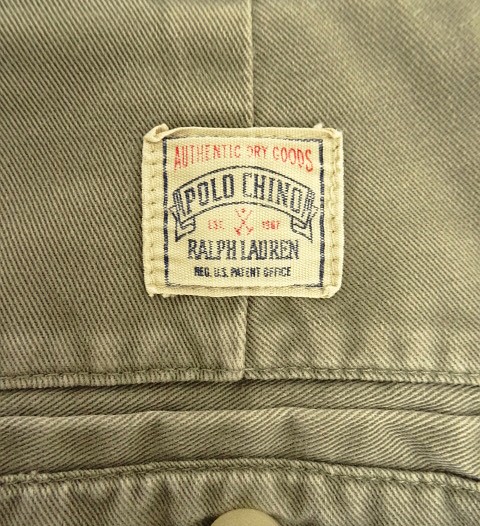 AUTHENTIC DRY GOODS
POLO CHINO
EST. 1967
RALPH LAUREN
REG. U.S. PATENT OFFICE